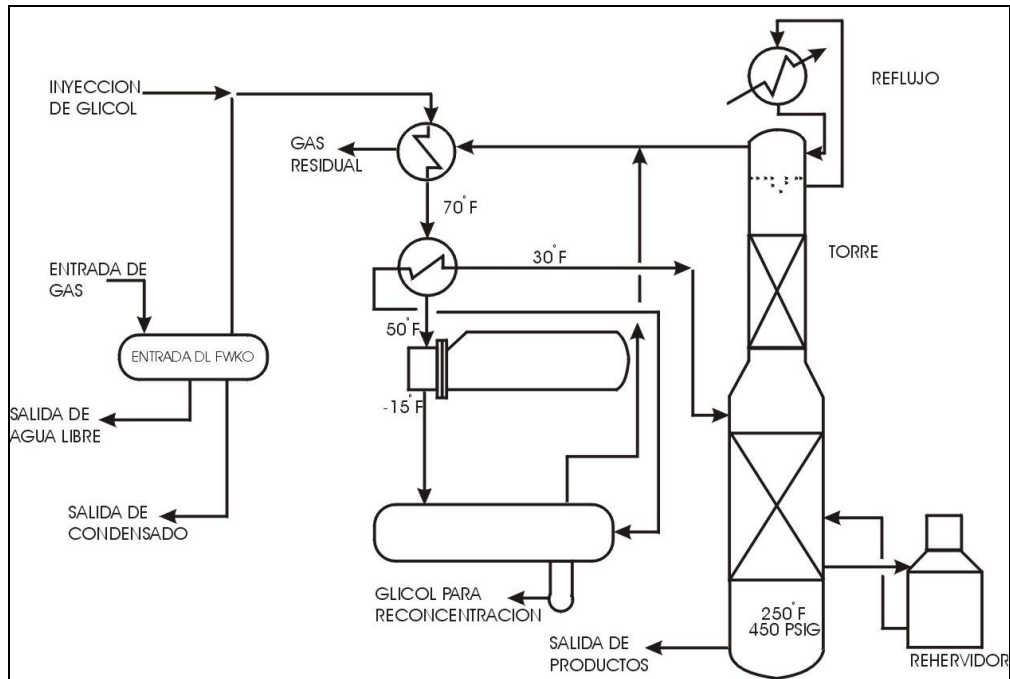 INYECCION
DE GLICOL
REFLUJO
GAS
RESIDUAL
70°F
TORRE
ENTRADA DE
GAS
30°F
50°F
ENTRADA DL FWKO
-15°F
SALIDA DE
AGUA LIBRE
SALIDA DE
CONDENSADO
GLICOL PARA
RECONCENTRACION
250°F
450 PSIG
SALIDA DE
PRODUCTOS
REHERVIDOR